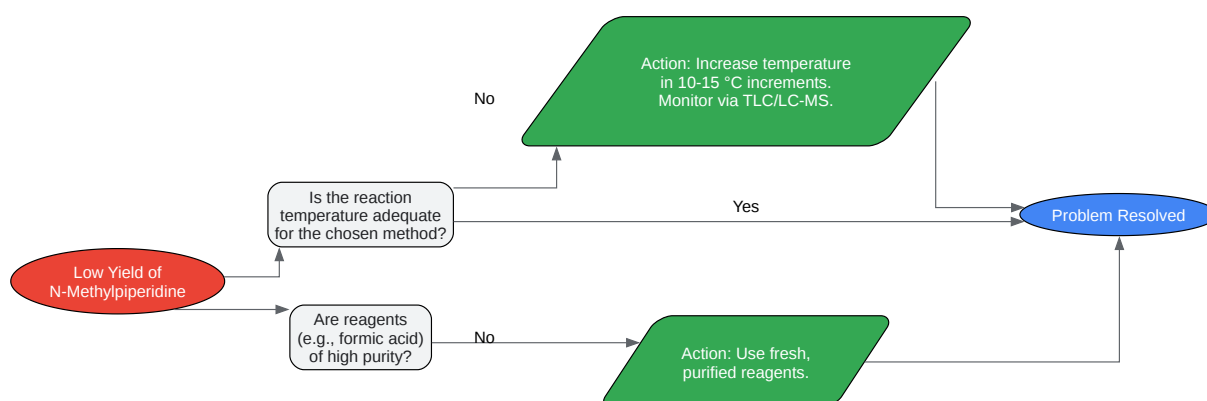 Action: Increase temperature
in 10-15 °C increments.
Monitor via TLC/LC-MS.
No
Is the reaction
temperature adequate
for the chosen method?
Yes
Problem Resolved
Low Yield of
N-Methylpiperidine
Are reagents
(e.g., formic acid)
of high purity?
No
Action: Use fresh,
purified reagents.